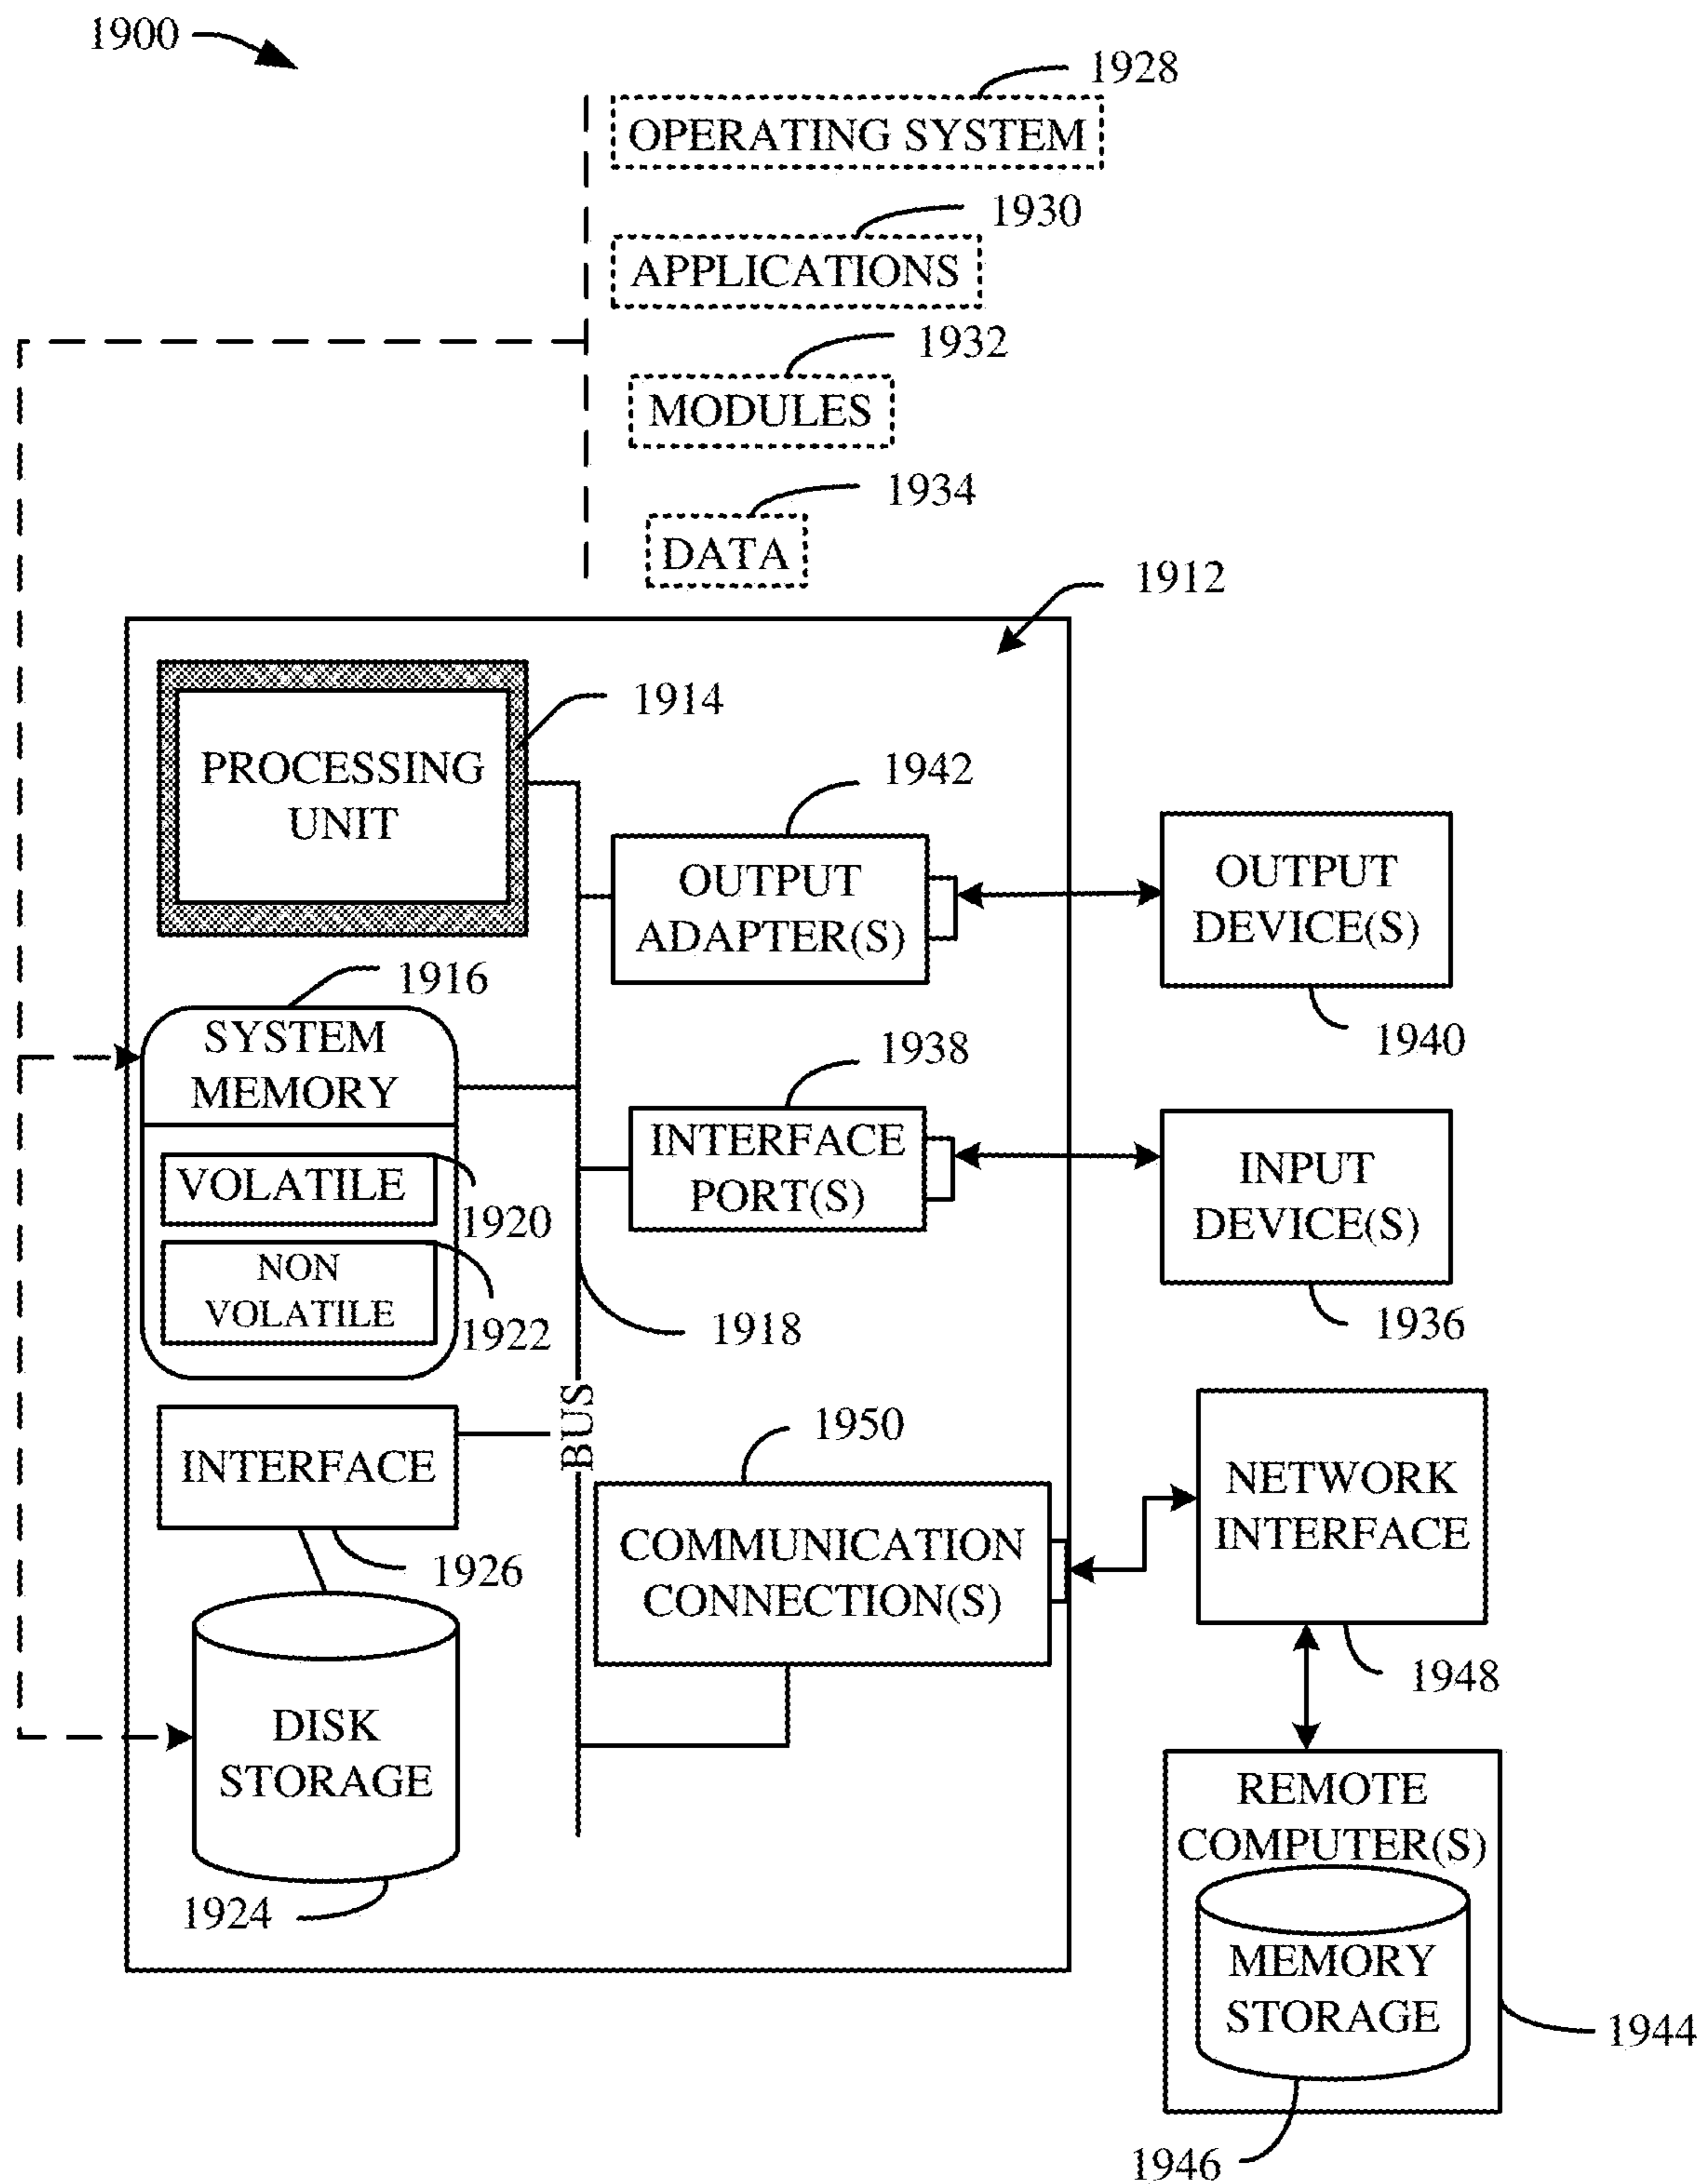 1900
1928
OPERATING SYSTEM
1930
APPLICATIONS
1932
MODULES
1934
DATA
1912
1914
PROCESSING
UNIT
1942
OUTPUT
ADAPTER(S)
OUTPUT
DEVICE(S)
1940
1916
SYSTEM
MEMORY
VOLATILE
1920
NON
VOLATILE
1922
1938
INTERFACE
PORT(S)
INPUT
DEVICE(S)
1936
1918
BUS
INTERFACE
1926
1950
COMMUNICATION
CONNECTION(S)
NETWORK
INTERFACE
1948
DISK
STORAGE
1924
REMOTE
COMPUTER(S)
MEMORY
STORAGE
1944
1946